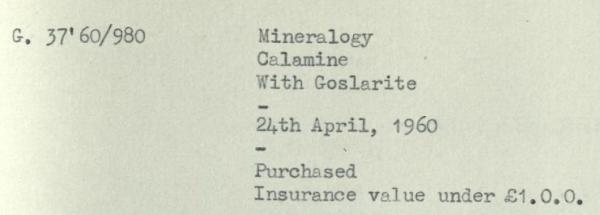 G. 37'60/980 Mineralogy
Calamine
With Goslarite
-
24th April, 1960
-
Purchased
Insurance value under £1.0.0.